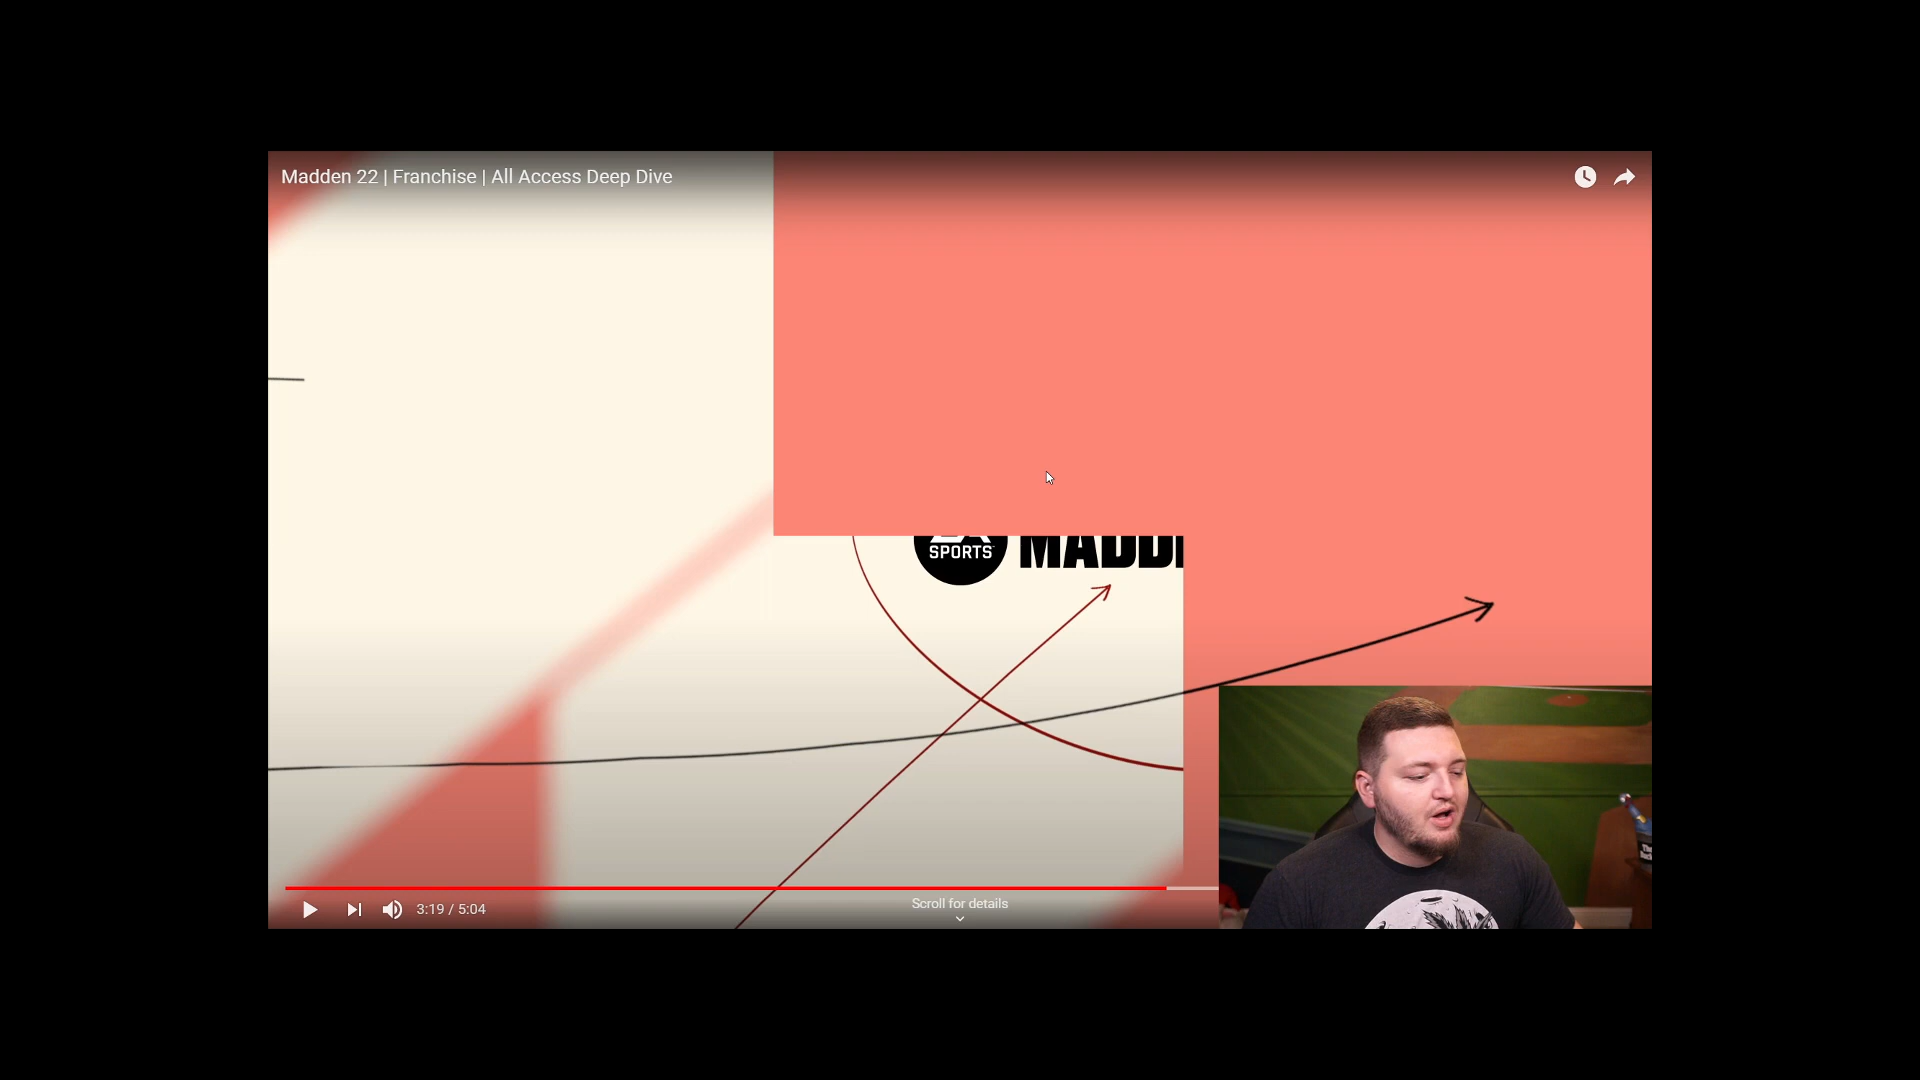 Madden 22 | Franchise | All Access Deep Dive
SPORTS
3:19 / 5:04
Scroll for details